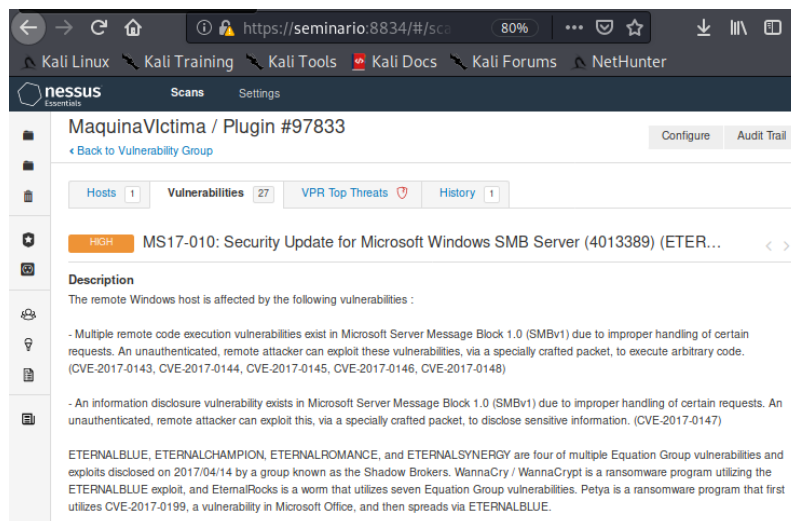 https://seminario:8834/#/sca 80%
Kali Linux Kali Training Kali Tools Kali Docs Kali Forums NetHunter
nessus Essentials Scans Settings
MaquinaVIctima / Plugin #97833
Configure Audit Trail
Back to Vulnerability Group
Hosts 1 Vulnerabilities 27 VPR Top Threats History 1
HIGH MS17-010: Security Update for Microsoft Windows SMB Server (4013389) (ETER...
Description
The remote Windows host is affected by the following vulnerabilities :
- Multiple remote code execution vulnerabilities exist in Microsoft Server Message Block 1.0 (SMBv1) due to improper handling of certain
requests. An unauthenticated, remote attacker can exploit these vulnerabilities, via a specially crafted packet, to execute arbitrary code.
(CVE-2017-0143, CVE-2017-0144, CVE-2017-0145, CVE-2017-0146, CVE-2017-0148)
- An information disclosure vulnerability exists in Microsoft Server Message Block 1.0 (SMBv1) due to improper handling of certain requests. An
unauthenticated, remote attacker can exploit this, via a specially crafted packet, to disclose sensitive information. (CVE-2017-0147)
ETERNALBLUE, ETERNALCHAMPION, ETERNALROMANCE, and ETERNALSYNERGY are four of multiple Equation Group vulnerabilities and
exploits disclosed on 2017/04/14 by a group known as the Shadow Brokers. WannaCry / WannaCrypt is a ransomware program utilizing the
ETERNALBLUE exploit, and EternalRocks is a worm that utilizes seven Equation Group vulnerabilities. Petya is a ransomware program that first
utilizes CVE-2017-0199, a vulnerability in Microsoft Office, and then spreads via ETERNALBLUE.